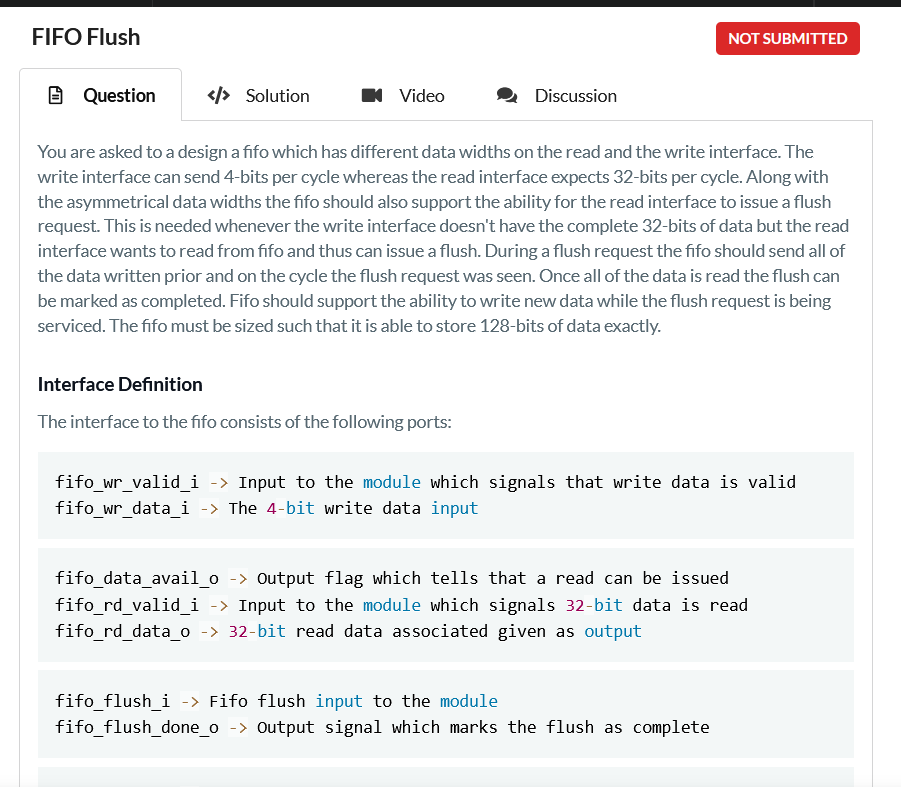 FIFO Flush
NOT SUBMITTED
Question
Solution
Video
Discussion
You are asked to a design a fifo which has different data widths on the read and the write interface. The
write interface can send 4-bits per cycle whereas the read interface expects 32-bits per cycle. Along with
the asymmetrical data widths the fifo should also support the ability for the read interface to issue a flush
request. This is needed whenever the write interface doesn't have the complete 32-bits of data but the read
interface wants to read from fifo and thus can issue a flush. During a flush request the fifo should send all of
the data written prior and on the cycle the flush request was seen. Once all of the data is read the flush can
be marked as completed. Fifo should support the ability to write new data while the flush request is being
serviced. The fifo must be sized such that it is able to store 128-bits of data exactly.
Interface Definition
The interface to the fifo consists of the following ports:
fifo_wr_valid_i -> Input to the module which signals that write data is valid
fifo_wr_data_i -> The 4-bit write data input
fifo_data_avail_o -> Output flag which tells that a read can be issued
fifo_rd_valid_i -> Input to the module which signals 32-bit data is read
fifo_rd_data_o -> 32-bit read data associated given as output
fifo_flush_i -> Fifo flush input to the module
fifo_flush_done_o -> Output signal which marks the flush as complete